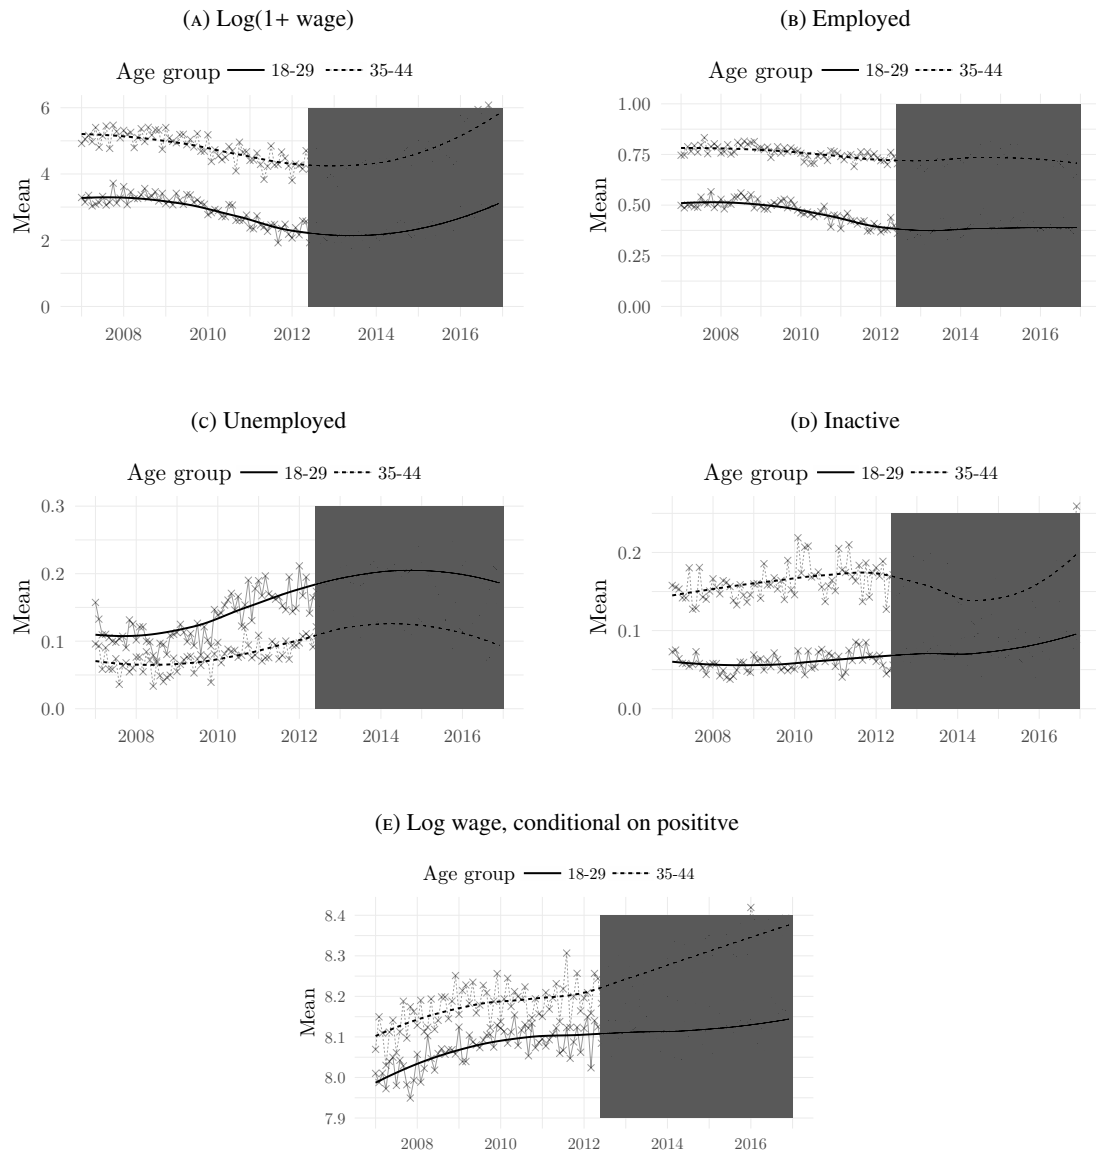 (A) Log(1+ wage)
(B) Employed
Age group 18-29 35-44
Age group 18-29 35-44
Mean
6
4
2
0
2008 2010 2012 2014 2016
Mean
1.00
0.75
0.50
0.25
0.00
2008 2010 2012 2014 2016
(C) Unemployed
(D) Inactive
Age group 18-29 35-44
Age group 18-29 35-44
Mean
0.3
0.2
0.1
0.0
2008 2010 2012 2014 2016
Mean
0.2
0.1
0.0
2008 2010 2012 2014 2016
(E) Log wage, conditional on posititve
Age group 18-29 35-44
Mean
8.4
8.3
8.2
8.1
8.0
7.9
2008 2010 2012 2014 2016